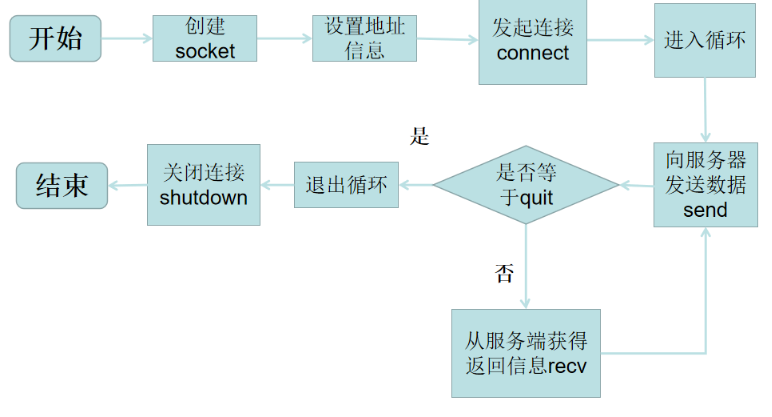 开始
创建
socket
设置地址
信息
发起连接
connect
进入循环
向服务器
发送数据
send
是否等
于quit
是
退出循环
关闭连接
shutdown
结束
否
从服务端获得
返回信息recv